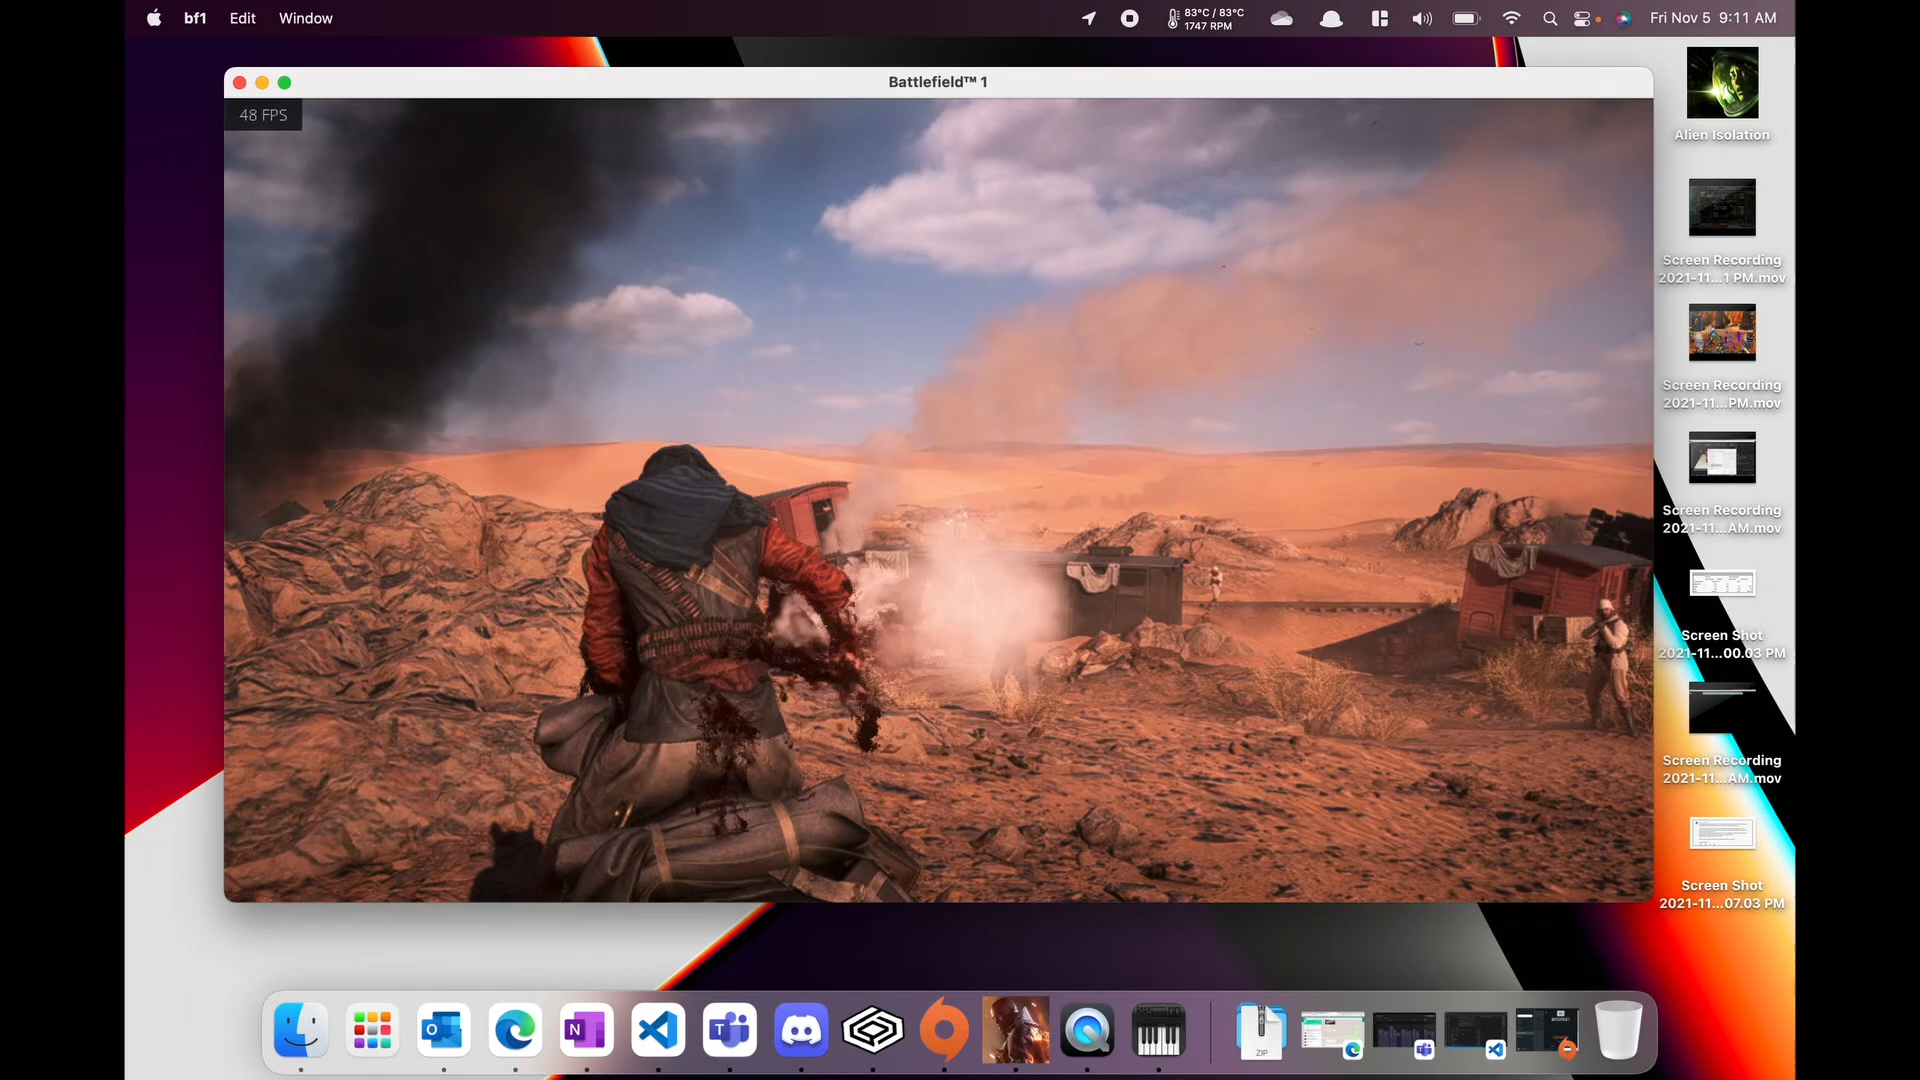 bf1 Edit Window
83°C / 83°C
1747 RPM
Fri Nov 5 9:11 AM
Battlefield™ 1
48 FPS
Alien Isolation
Screen Recording
2021-11...1 PM.mov
Screen Recording
2021-11...PM.mov
Screen Recording
2021-11...AM.mov
Screen Shot
2021-11...00.03 PM
Screen Recording
2021-11...AM.mov
Screen Shot
2021-11...07.03 PM
ZIP